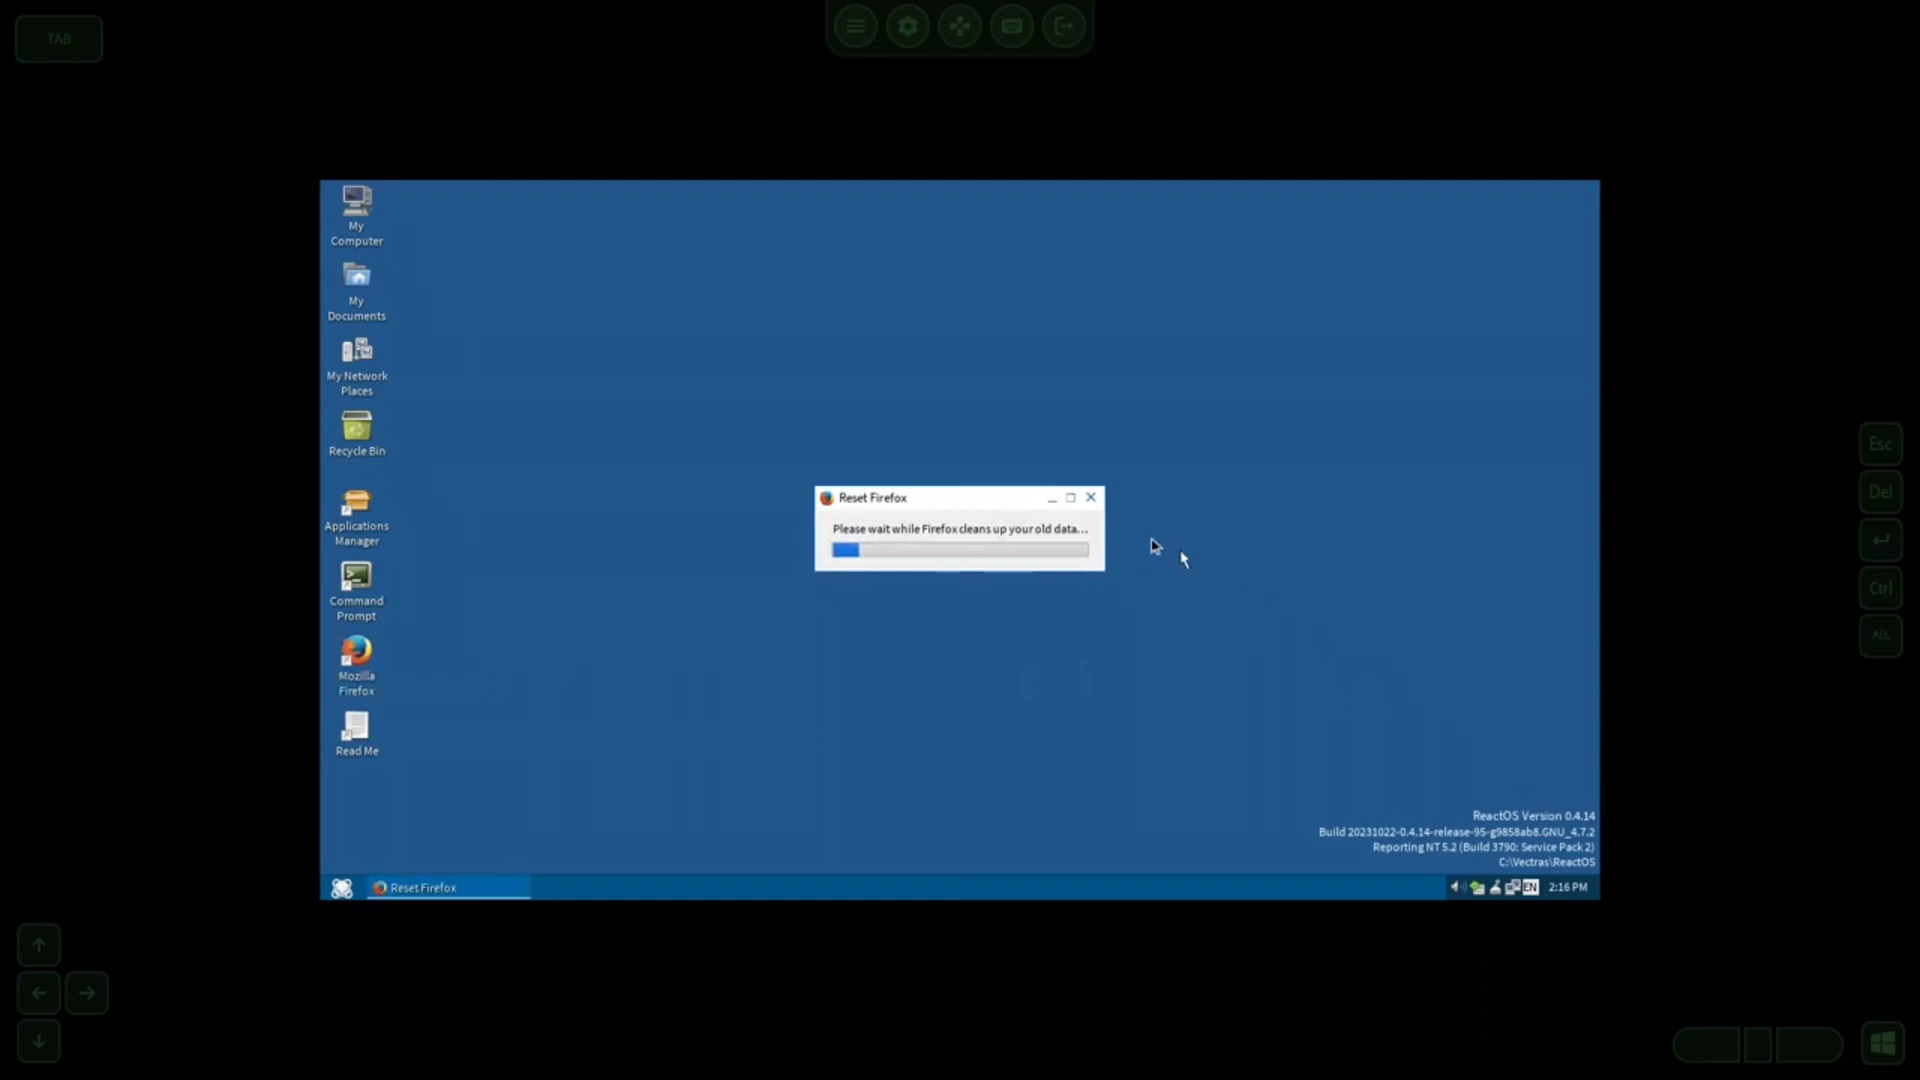 TAB
My
Computer
My
Documents
My Network
Places
Recycle Bin
Applications
Manager
Command
Prompt
Mozilla
Firefox
Read Me
Reset Firefox
Please wait while Firefox cleans up your old data...
Esc
Del
Ctrl
ReactOS Version 0.4.14
Build 20231022-0.4.14-release-95-g9858ab8.GNU_4.7.2
Reporting NT 5.2 (Build 3790: Service Pack 2)
C:\Vectras\ReactOS
Reset Firefox
EN
2:16 PM